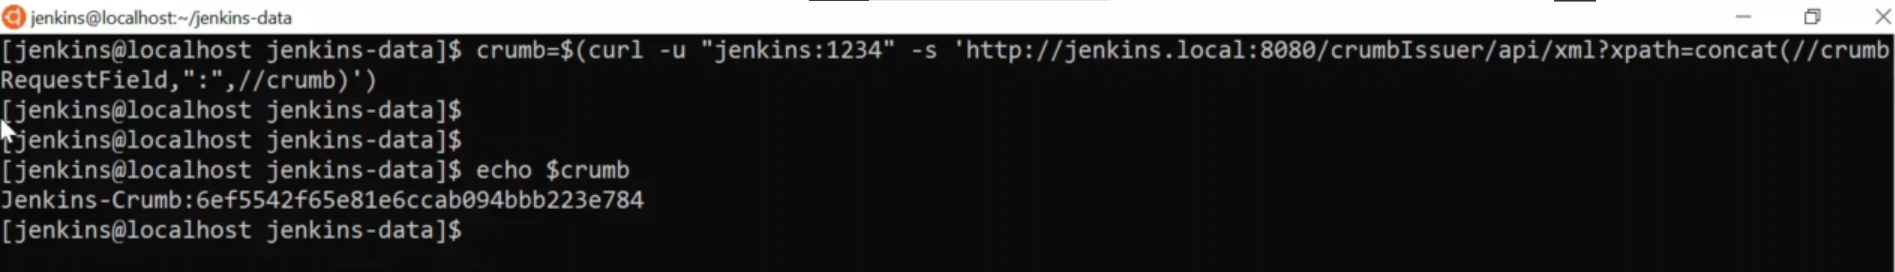 jenkins@localhost:~/jenkins-data
[jenkins@localhost jenkins-data]$ crumb=$(curl -u "jenkins:1234" -s 'http://jenkins.local:8080/crumbIssuer/api/xml?xpath=concat(//crumb
RequestField,":",//crumb)')
[jenkins@localhost jenkins-data]$
[jenkins@localhost jenkins-data]$
[jenkins@localhost jenkins-data]$ echo $crumb
Jenkins-Crumb:6ef5542f65e81e6ccab094bbb223e784
[jenkins@localhost jenkins-data]$